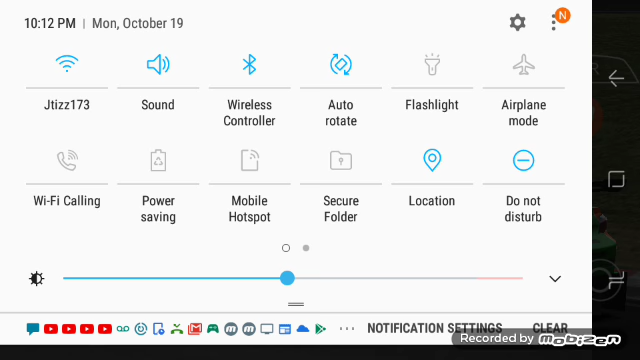 10:12 PM | Mon, October 19
N
Jtizz173
Sound
Wireless
Controller
Auto
rotate
Flashlight
Airplane
mode
Wi-Fi Calling
Power
saving
Mobile
Hotspot
Secure
Folder
Location
Do not
disturb
NOTIFICATION SETTINGS
CLEAR
Recorded by mobizen